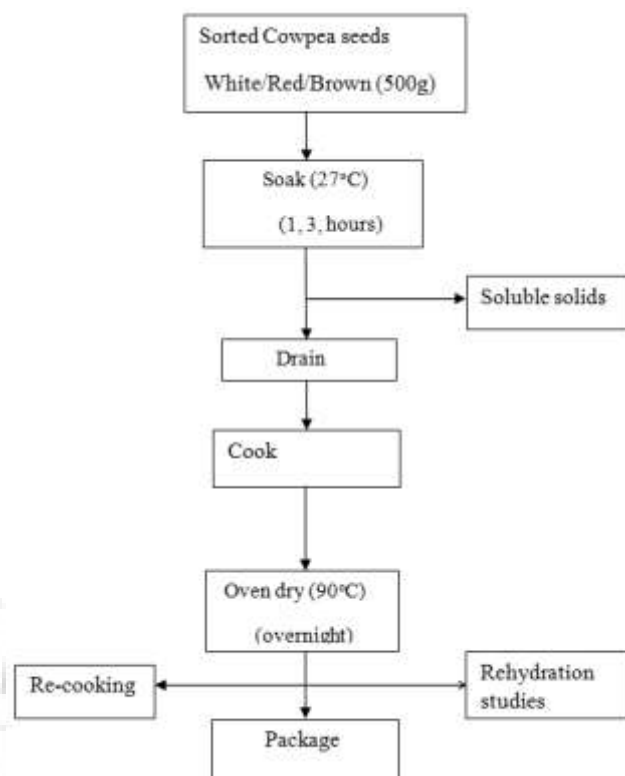 Sorted Cowpea seeds
White/Red/Brown (500g)
Soak (27°C)
(1, 3, hours)
Soluble solids
Drain
Cook
Oven dry (90°C)
(overnight)
Re-cooking
Rehydration
studies
Package